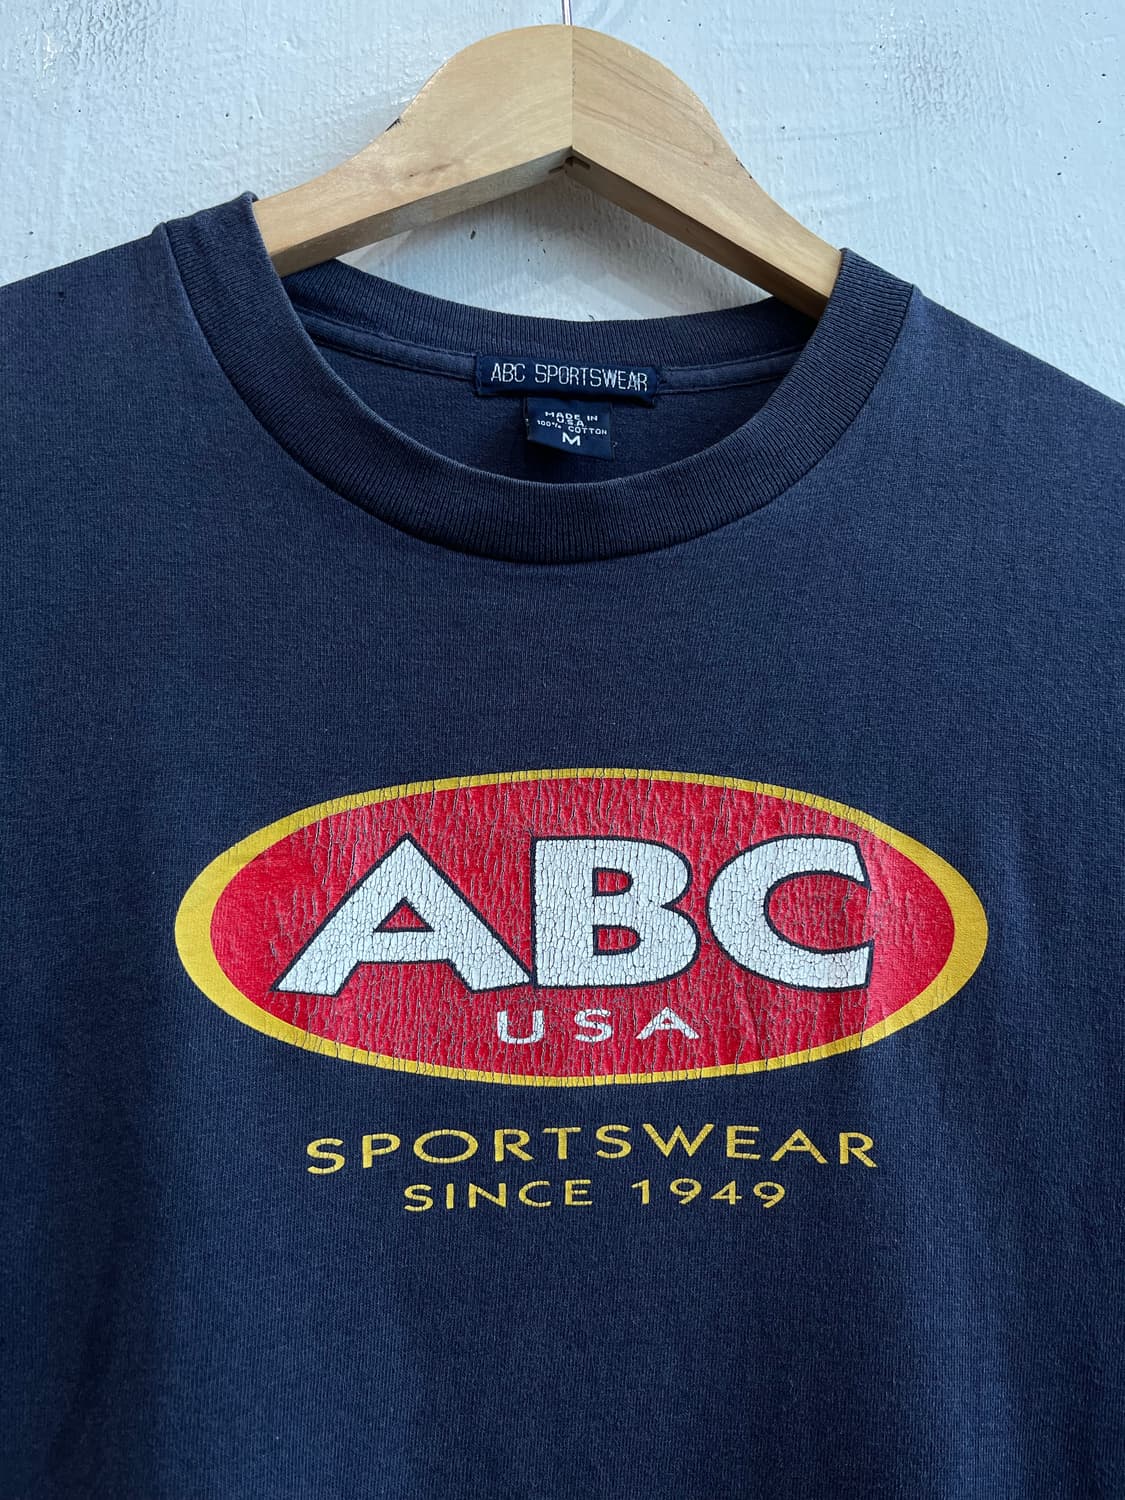 ABC SPORTSWEAR
MADE IN
U.S.A.
100% COTTON
M
ABC
USA
SPORTSWEAR
SINCE 1949